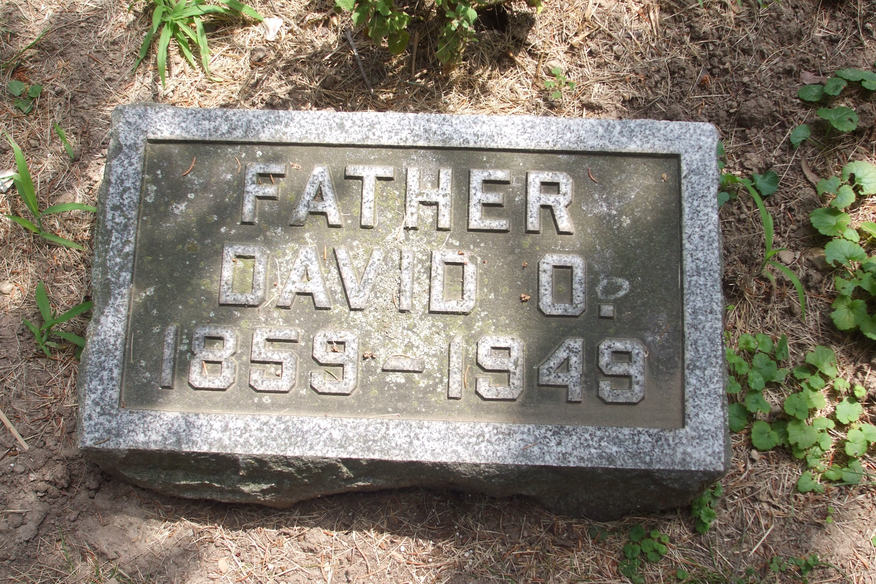 FATHER
DAVID O.
1859-1949